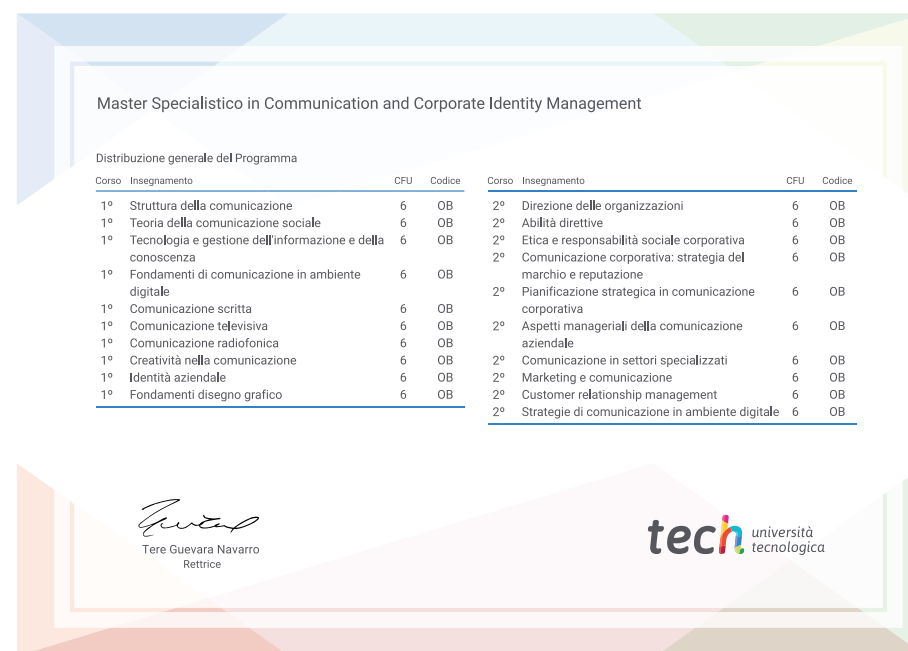 Master Specialistico in Communication and Corporate Identity Management
Distribuzione generale del Programma
Corso Insegnamento CFU Codice
1º Struttura della comunicazione 6 OB
1º Teoria della comunicazione sociale 6 OB
1º Tecnologia e gestione dell'informazione e della 6 OB
conoscenza
1º Fondamenti di comunicazione in ambiente 6 OB
digitale
1º Comunicazione scritta 6 OB
1º Comunicazione televisiva 6 OB
1º Comunicazione radiofonica 6 OB
1º Creatività nella comunicazione 6 OB
1º Identità aziendale 6 OB
1º Fondamenti disegno grafico 6 OB
Corso Insegnamento CFU Codice
2º Direzione delle organizzazioni 6 OB
2º Abilità direttive 6 OB
2º Etica e responsabilità sociale corporativa 6 OB
2º Comunicazione corporativa: strategia del 6 OB
marchio e reputazione
2º Pianificazione strategica in comunicazione 6 OB
corporativa
2º Aspetti manageriali della comunicazione 6 OB
aziendale
2º Comunicazione in settori specializzati 6 OB
2º Marketing e comunicazione 6 OB
2º Customer relationship management 6 OB
2º Strategie di comunicazione in ambiente digitale 6 OB
Tere Guevara Navarro
Rettrice
tech università
tecnologica